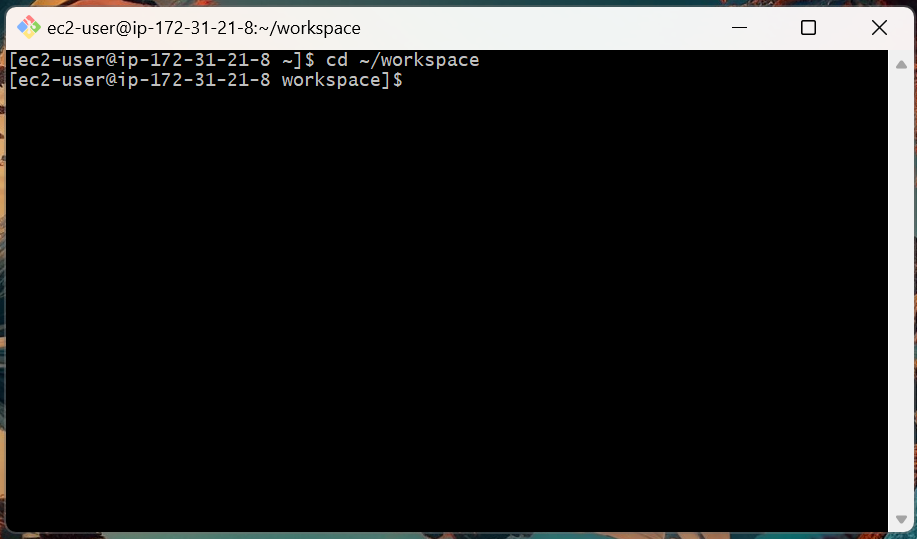 ec2-user@ip-172-31-21-8:~/workspace
[ec2-user@ip-172-31-21-8 ~]$ cd ~/workspace
[ec2-user@ip-172-31-21-8 workspace]$